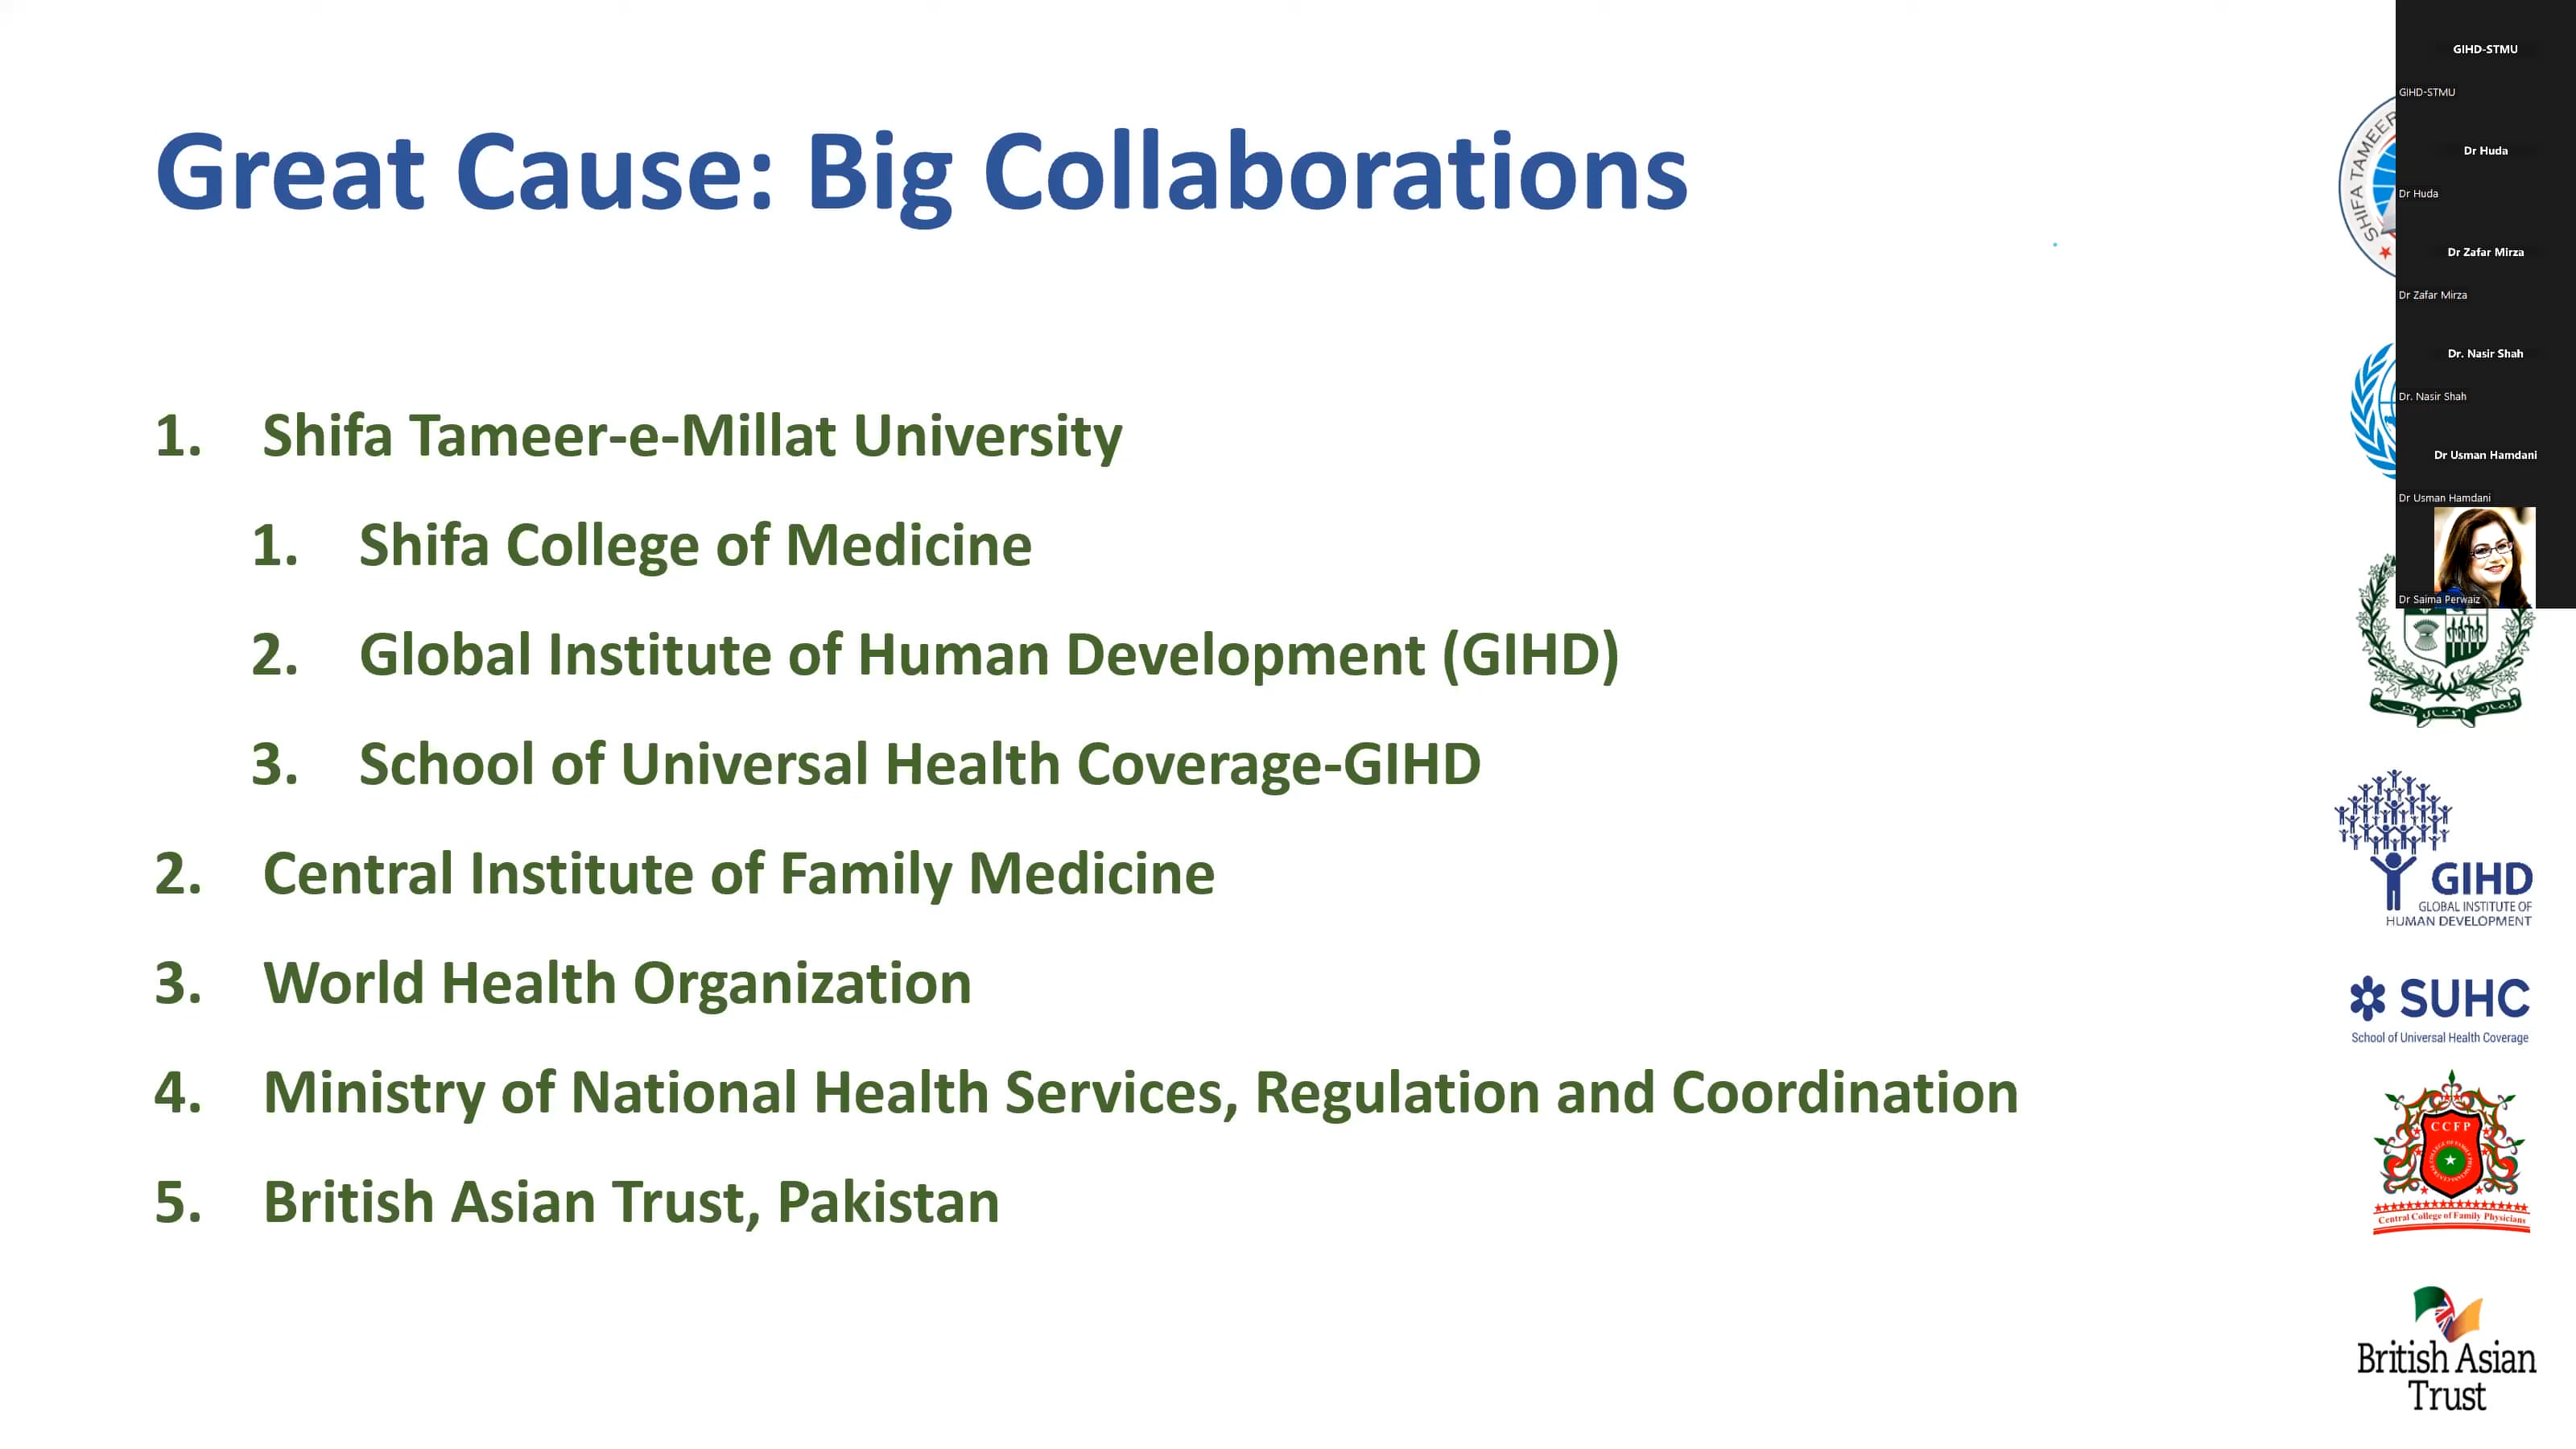 Great Cause: Big Collaborations
1. Shifa Tameer-e-Millat University
1. Shifa College of Medicine
2. Global Institute of Human Development (GIHD)
3. School of Universal Health Coverage-GIHD
2. Central Institute of Family Medicine
3. World Health Organization
4. Ministry of National Health Services, Regulation and Coordination
5. British Asian Trust, Pakistan
GIHD-STMU
GIHD-STMU
Dr Huda
Dr Huda
Dr Zafar Mirza
Dr Zafar Mirza
Dr. Nasir Shah
Dr. Nasir Shah
Dr Usman Hamdani
Dr Usman Hamdani
Dr Saima Perwaiz
SHIFA TAMEER
GIHD
GLOBAL INSTITUTE OF
HUMAN DEVELOPMENT
SUHC
School of Universal Health Coverage
CCFP
Central College of Family Physicians
British Asian
Trust